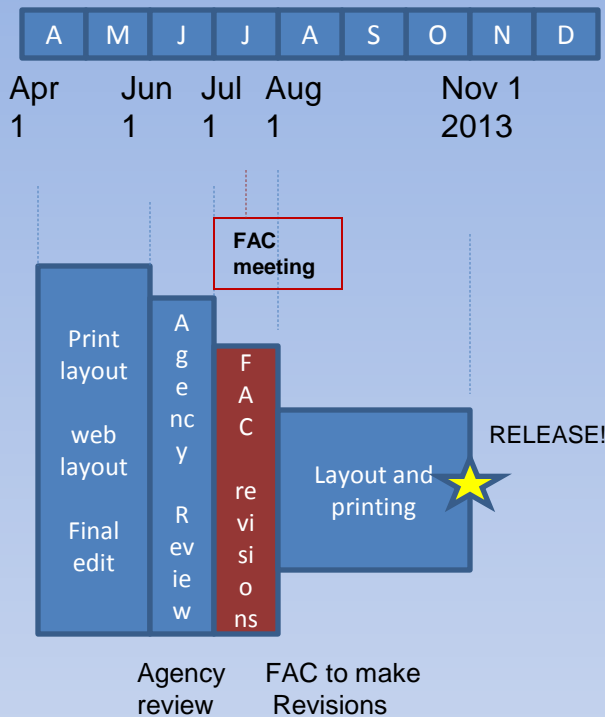 A M J J A S O N D
Apr 1
Jun 1
Jul 1
Aug 1
Nov 1
2013
FAC
meeting
Print
layout
web
layout
Final
edit
A
g
e
nc
y
R
ev
ie
w
F
A
C
re
vi
si
o
ns
Layout and
printing
RELEASE!
Agency
review
FAC to make
Revisions